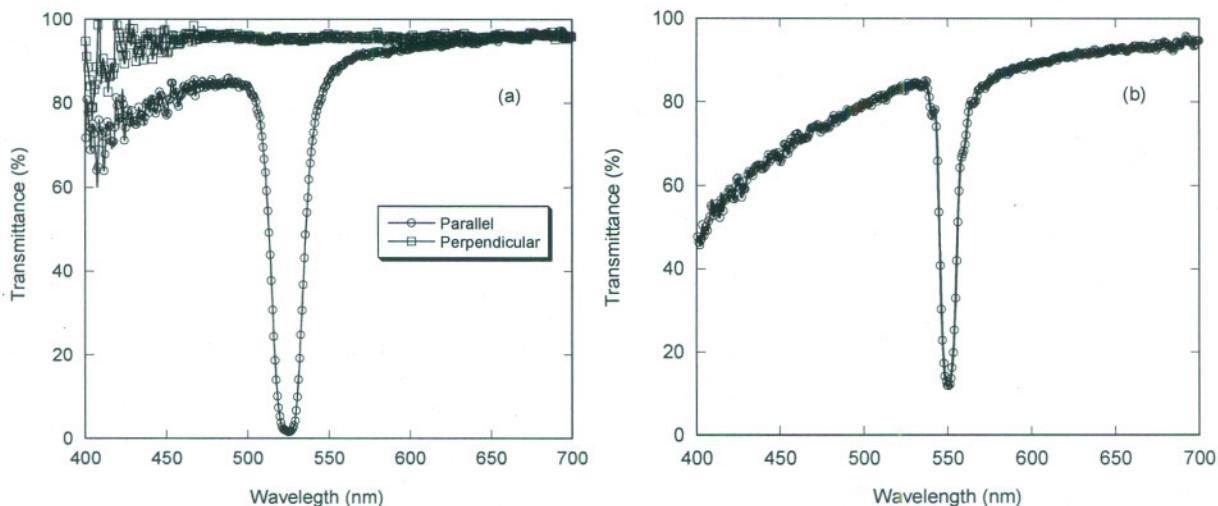 100
80
60
40
20
0
Transmittance (%)
(a)
Parallel
Perpendicular
400 450 500 550 600 650 700
Wavelegth (nm)
100
80
60
40
20
0
Transmittance (%)
(b)
400 450 500 550 600 650 700
Wavelength (nm)